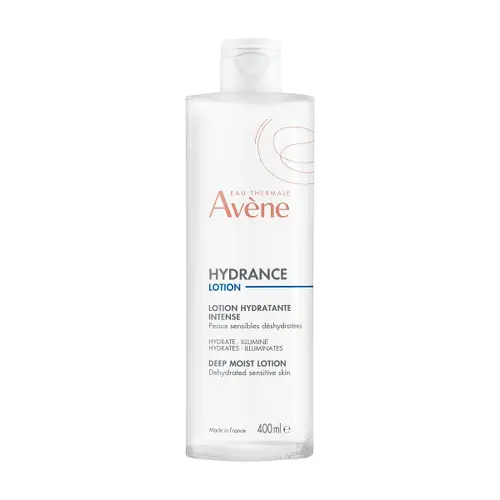 EAU THERMALE
Avène
HYDRANCE
LOTION
LOTION HYDRATANTE
INTENSE
Peaux sensibles déshydratées
HYDRATE - ILLUMINE
HYDRATES - ILLUMINATES
DEEP MOIST LOTION
Dehydrated sensitive skin
Made in France 400 ml ℮